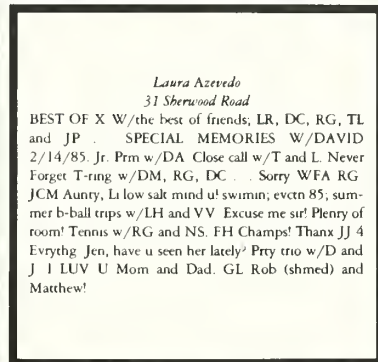 Laura Azevedo
31 Sherwood Road
BEST OF X W/the best of friends; LR, DC, RG, TL
and JP . SPECIAL MEMORIES W/DAVID
2/14/85. Jr. Prm w/DA Close call w/T and L. Never
Forget T-ring w/DM, RG, DC . . Sorry WFA RG
JCM Aunty, Li low salt mind u! swimin; evctn 85; sum-
mer b-ball trips w/LH and VV Excuse me sir! Plenty of
room! Tennis w/RG and NS. FH Champs! Thanx JJ 4
Evrythg Jen, have u seen her lately? Prty trio w/D and
J I LUV U Mom and Dad. GL Rob (shmed) and
Matthew!